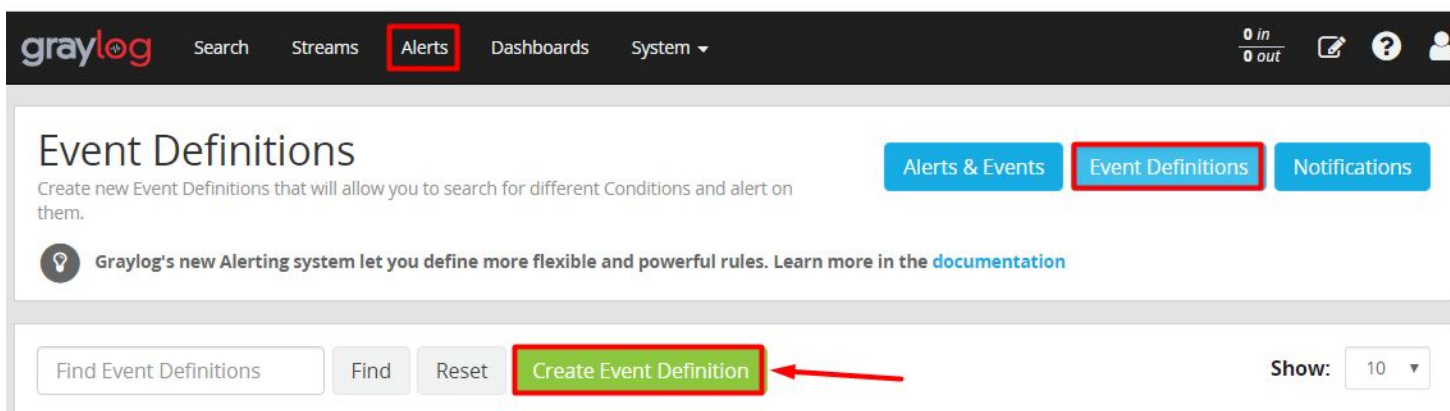 graylog Search Streams Alerts Dashboards System 0 in
0 out
Event Definitions
Alerts & Events Event Definitions Notifications
Create new Event Definitions that will allow you to search for different Conditions and alert on
them.
Graylog's new Alerting system let you define more flexible and powerful rules. Learn more in the documentation
Find Event Definitions Find Reset Create Event Definition Show: 10